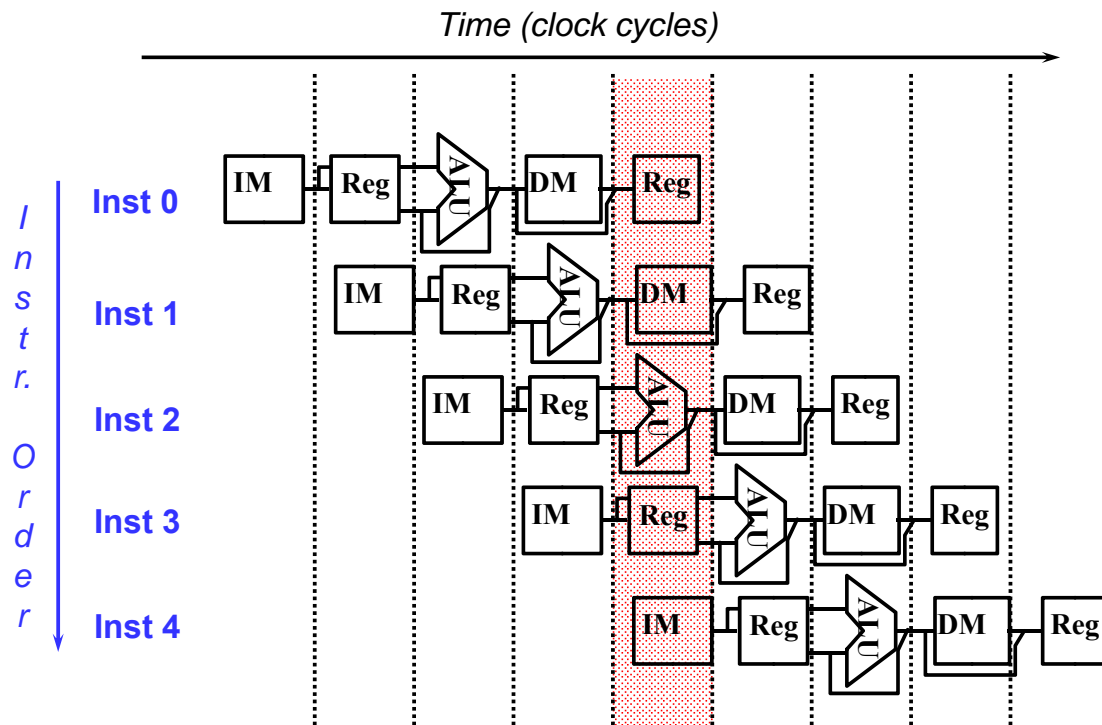 Time (clock cycles)
Instr. Order
Inst 0 IM Reg ALU DM Reg
Inst 1 IM Reg ALU DM Reg
Inst 2 IM Reg ALU DM Reg
Inst 3 IM Reg ALU DM Reg
Inst 4 IM Reg ALU DM Reg